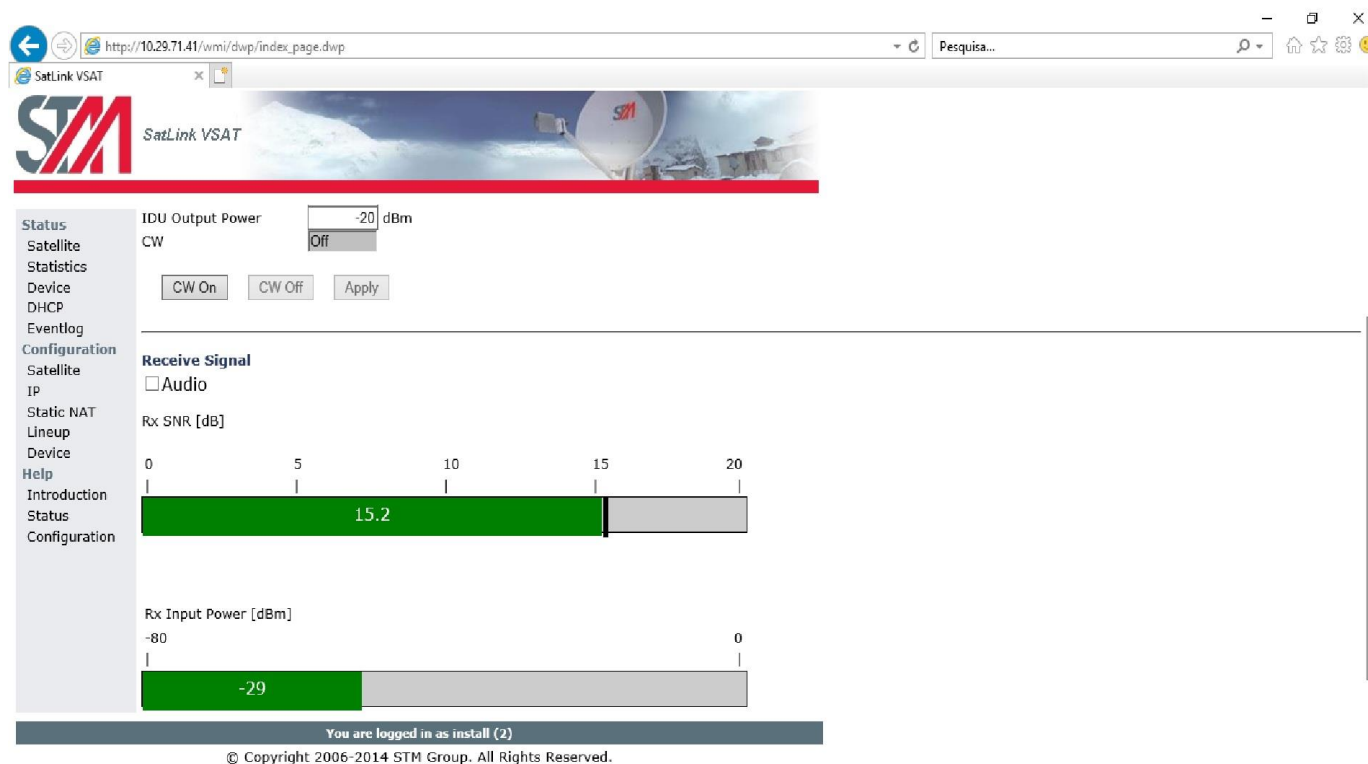 http://10.29.71.41/wmi/dwp/index_page.dwp
Pesquisa...
SatLink VSAT
STM
SatLink VSAT
STM
Status
Satellite
Statistics
Device
DHCP
Eventlog
Configuration
Satellite
IP
Static NAT
Lineup
Device
Help
Introduction
Status
Configuration
IDU Output Power -20 dBm
CW Off
CW On CW Off Apply
Receive Signal
Audio
Rx SNR [dB]
0 5 10 15 20
15.2
Rx Input Power [dBm]
-80 0
-29
You are logged in as install (2)
© Copyright 2006-2014 STM Group. All Rights Reserved.